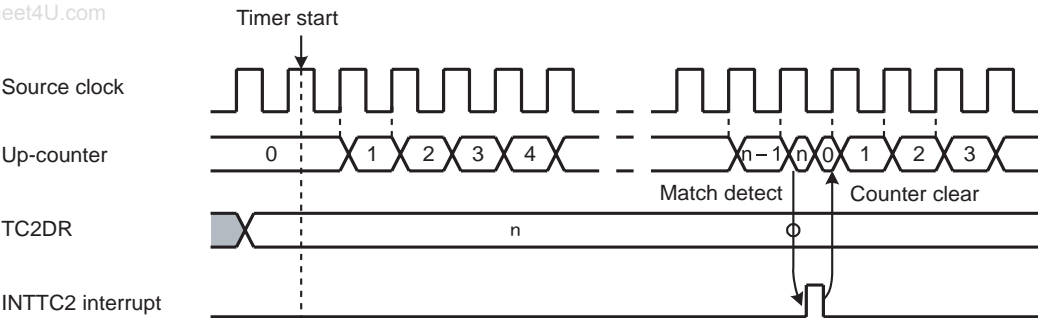 eet4U.com
Timer start
Source clock
Up-counter 0 1 2 3 4 n – 1 n 0 1 2 3
Match detect Counter clear
TC2DR n
INTTC2 interrupt